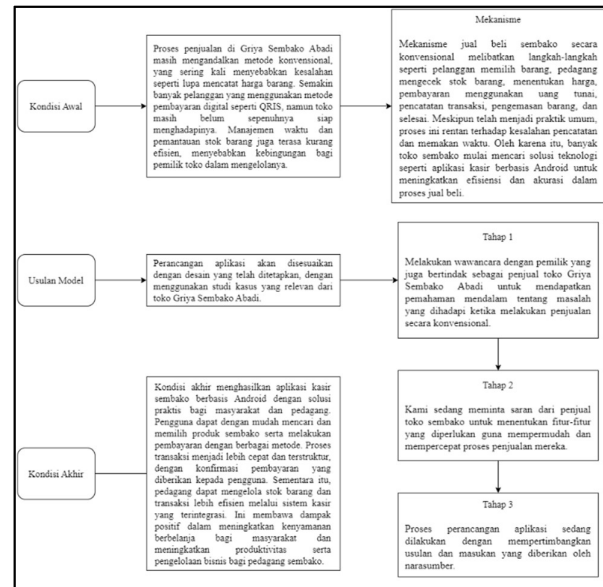 Kondisi Awal
Proses penjualan di Griya Sembako Abadi
masih mengandalkan metode konvensional,
yang sering kali menyebabkan kesalahan
seperti lupa mencatat harga barang. Semakin
banyak pelanggan yang menggunakan metode
pembayaran digital seperti QRIS, namun toko
masih belum sepenuhnya siap
menghadapinya. Manajemen waktu dan
pemantauan stok barang juga terasa kurang
efisien, menyebabkan kebingungan bagi
pemilik toko dalam mengelolanya.
Mekanisme
Mekanisme jual beli sembako secara
konvensional melibatkan langkah-langkah
seperti pelanggan memilih barang, pedagang
mengecek stok barang, menentukan harga,
pembayaran menggunakan uang tunai,
pencatatan transaksi, pengemasan barang, dan
selesai. Meskipun telah menjadi praktik umum,
proses ini rentan terhadap kesalahan pencatatan
dan memakan waktu. Oleh karena itu, banyak
toko sembako mulai mencari solusi teknologi
seperti aplikasi kasir berbasis Android untuk
meningkatkan efisiensi dan akurasi dalam
proses jual beli.
Usulan Model
Perancangan aplikasi akan disesuaikan
dengan desain yang telah ditetapkan, dengan
menggunakan studi kasus yang relevan dari
toko Griya Sembako Abadi.
Tahap 1
Melakukan wawancara dengan pemilik yang
juga bertindak sebagai penjual toko Griya
Sembako Abadi untuk mendapatkan
pemahaman mendalam tentang masalah
yang dihadapi ketika melakukan penjualan
secara konvensional.
Tahap 2
Kami sedang meminta saran dari penjual
toko sembako untuk menentukan fitur-fitur
yang diperlukan guna mempermudah dan
mempercepat proses penjualan mereka.
Tahap 3
Proses perancangan aplikasi sedang
dilakukan dengan mempertimbangkan
usulan dan masukan yang diberikan oleh
narasumber.
Kondisi Akhir
Kondisi akhir menghasilkan aplikasi kasir
sembako berbasis Android dengan solusi
praktis bagi masyarakat dan pedagang.
Pengguna dapat dengan mudah mencari dan
memilih produk sembako serta melakukan
pembayaran dengan berbagai metode. Proses
transaksi menjadi lebih cepat dan terstruktur,
dengan konfirmasi pembayaran yang
diberikan kepada pengguna. Sementara itu,
pedagang dapat mengelola stok barang dan
transaksi lebih efisien melalui sistem kasir
yang terintegrasi. Ini membawa dampak
positif dalam meningkatkan kenyamanan
berbelanja bagi masyarakat dan
meningkatkan produktivitas serta
pengelolaan bisnis bagi pedagang sembako.